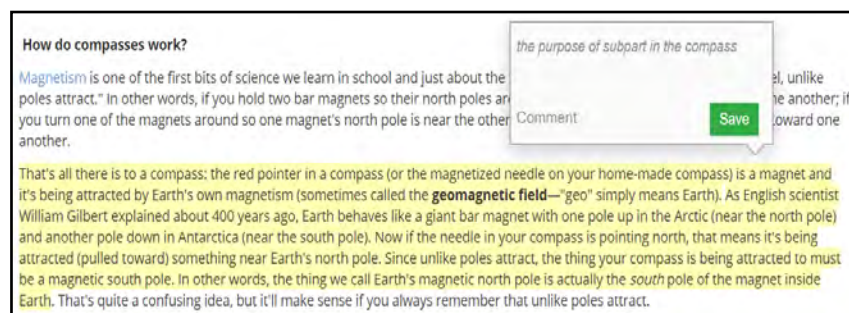 How do compasses work?
the purpose of subpart in the compass
Magnetism is one of the first bits of science we learn in school and just about the el, unlike
poles attract." In other words, if you hold two bar magnets so their north poles ar he another; if
you turn one of the magnets around so one magnet's north pole is near the other oward one
another.
Comment
Save
That's all there is to a compass: the red pointer in a compass (or the magnetized needle on your home-made compass) is a magnet and
it's being attracted by Earth's own magnetism (sometimes called the geomagnetic field—"geo" simply means Earth). As English scientist
William Gilbert explained about 400 years ago, Earth behaves like a giant bar magnet with one pole up in the Arctic (near the north pole)
and another pole down in Antarctica (near the south pole). Now if the needle in your compass is pointing north, that means it's being
attracted (pulled toward) something near Earth's north pole. Since unlike poles attract, the thing your compass is being attracted to must
be a magnetic south pole. In other words, the thing we call Earth's magnetic north pole is actually the south pole of the magnet inside
Earth. That's quite a confusing idea, but it'll make sense if you always remember that unlike poles attract.